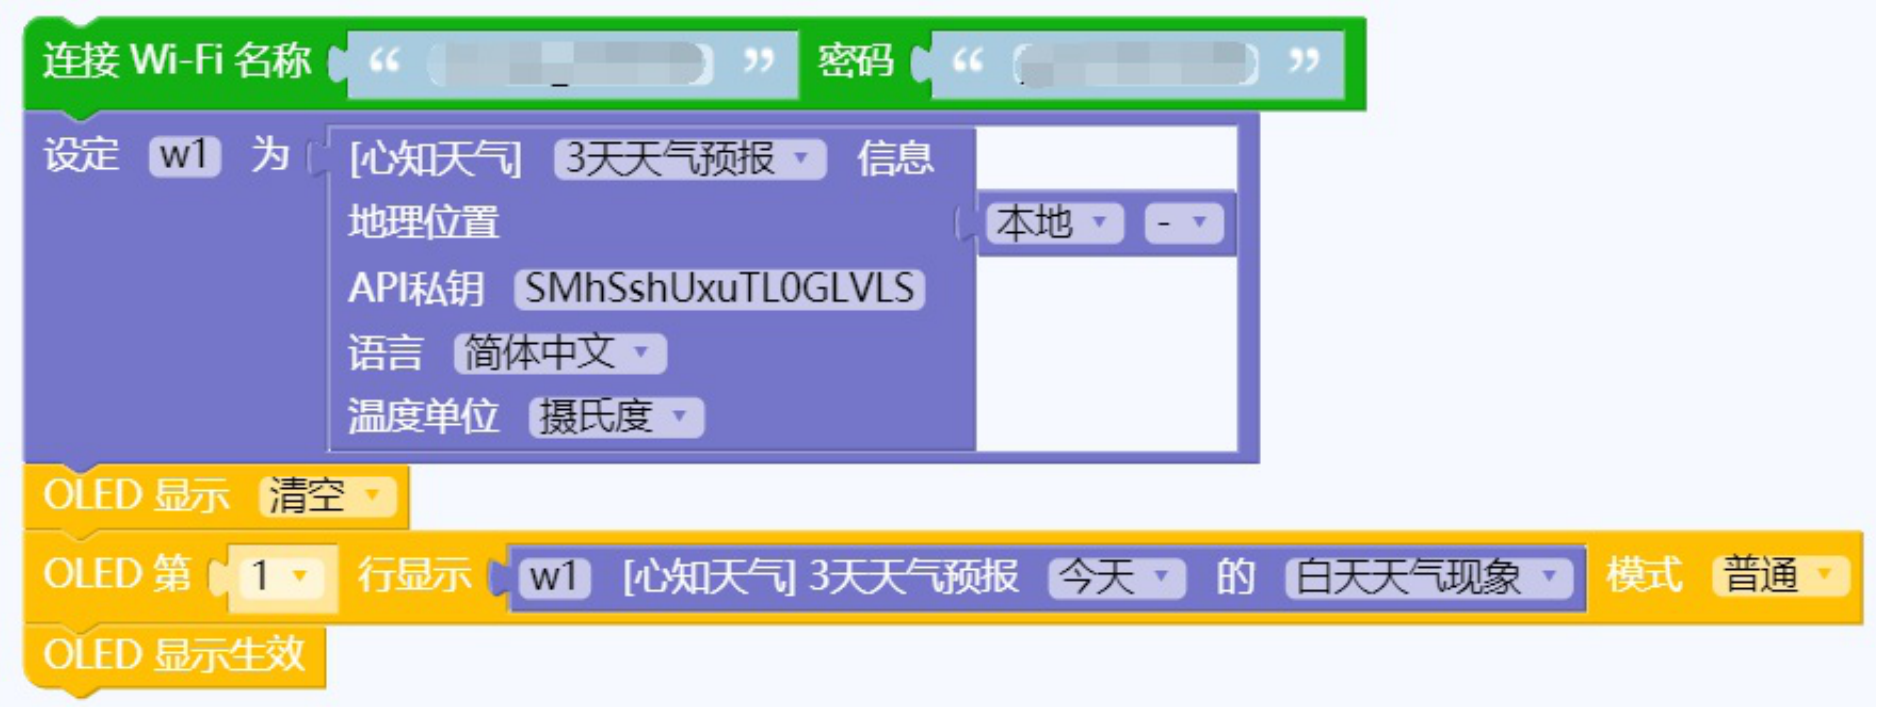 连接 Wi-Fi 名称 “ ” 密码 “ ”
设定 w1 为 [心知天气] 3天天气预报 信息
地理位置 本地 -
API私钥 SMhSshUxuTL0GLVLS
语言 简体中文
温度单位 摄氏度
OLED 显示 清空
OLED 第 1 行显示 w1 [心知天气] 3天天气预报 今天 的 白天天气现象 模式 普通
OLED 显示生效